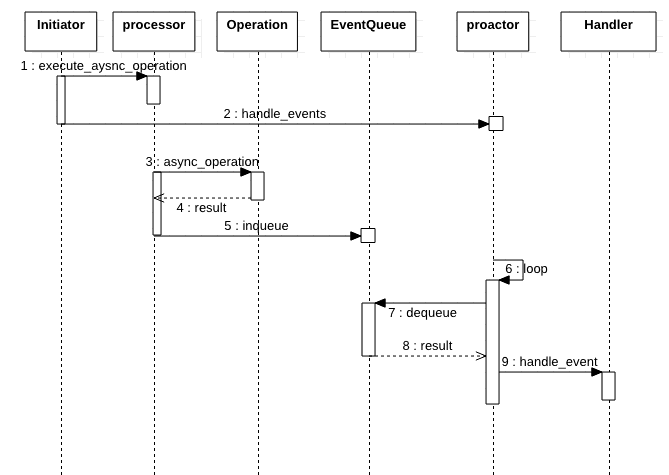 Initiator processor Operation EventQueue proactor Handler
1 : execute_aysnc_operation
2 : handle_events
3 : async_operation
4 : result
5 : inqueue
6 : loop
7 : dequeue
8 : result
9 : handle_event